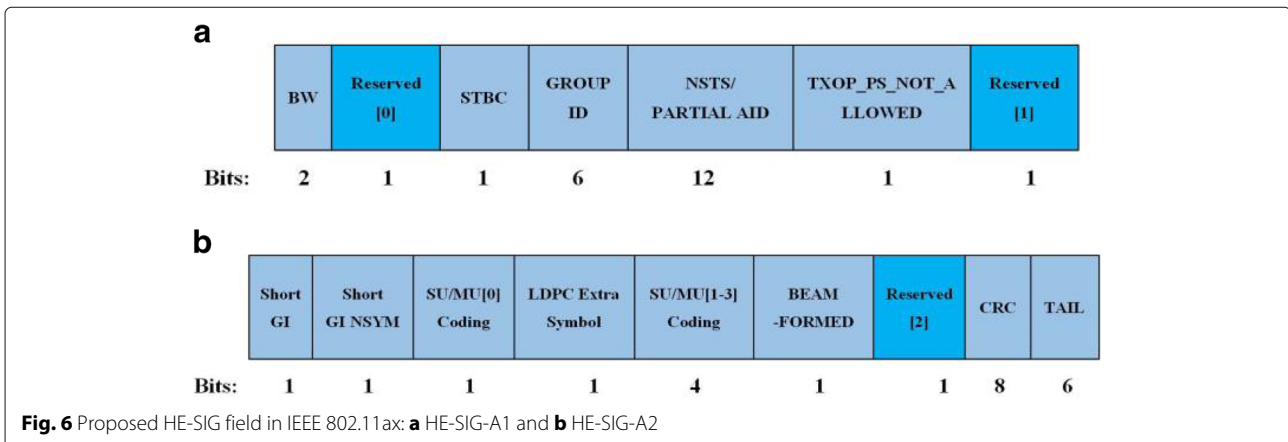 a
BW
Reserved
[0]
STBC
GROUP
ID
NSTS/
PARTIAL AID
TXOP_PS_NOT_A
LLOWED
Reserved
[1]
Bits: 2 1 1 6 12 1 1
b
Short
GI
Short
GI NSYM
SU/MU[0]
Coding
LDPC Extra
Symbol
SU/MU[1-3]
Coding
BEAM
-FORMED
Reserved
[2]
CRC
TAIL
Bits: 1 1 1 1 4 1 1 8 6
Fig. 6 Proposed HE-SIG field in IEEE 802.11ax: a HE-SIG-A1 and b HE-SIG-A2